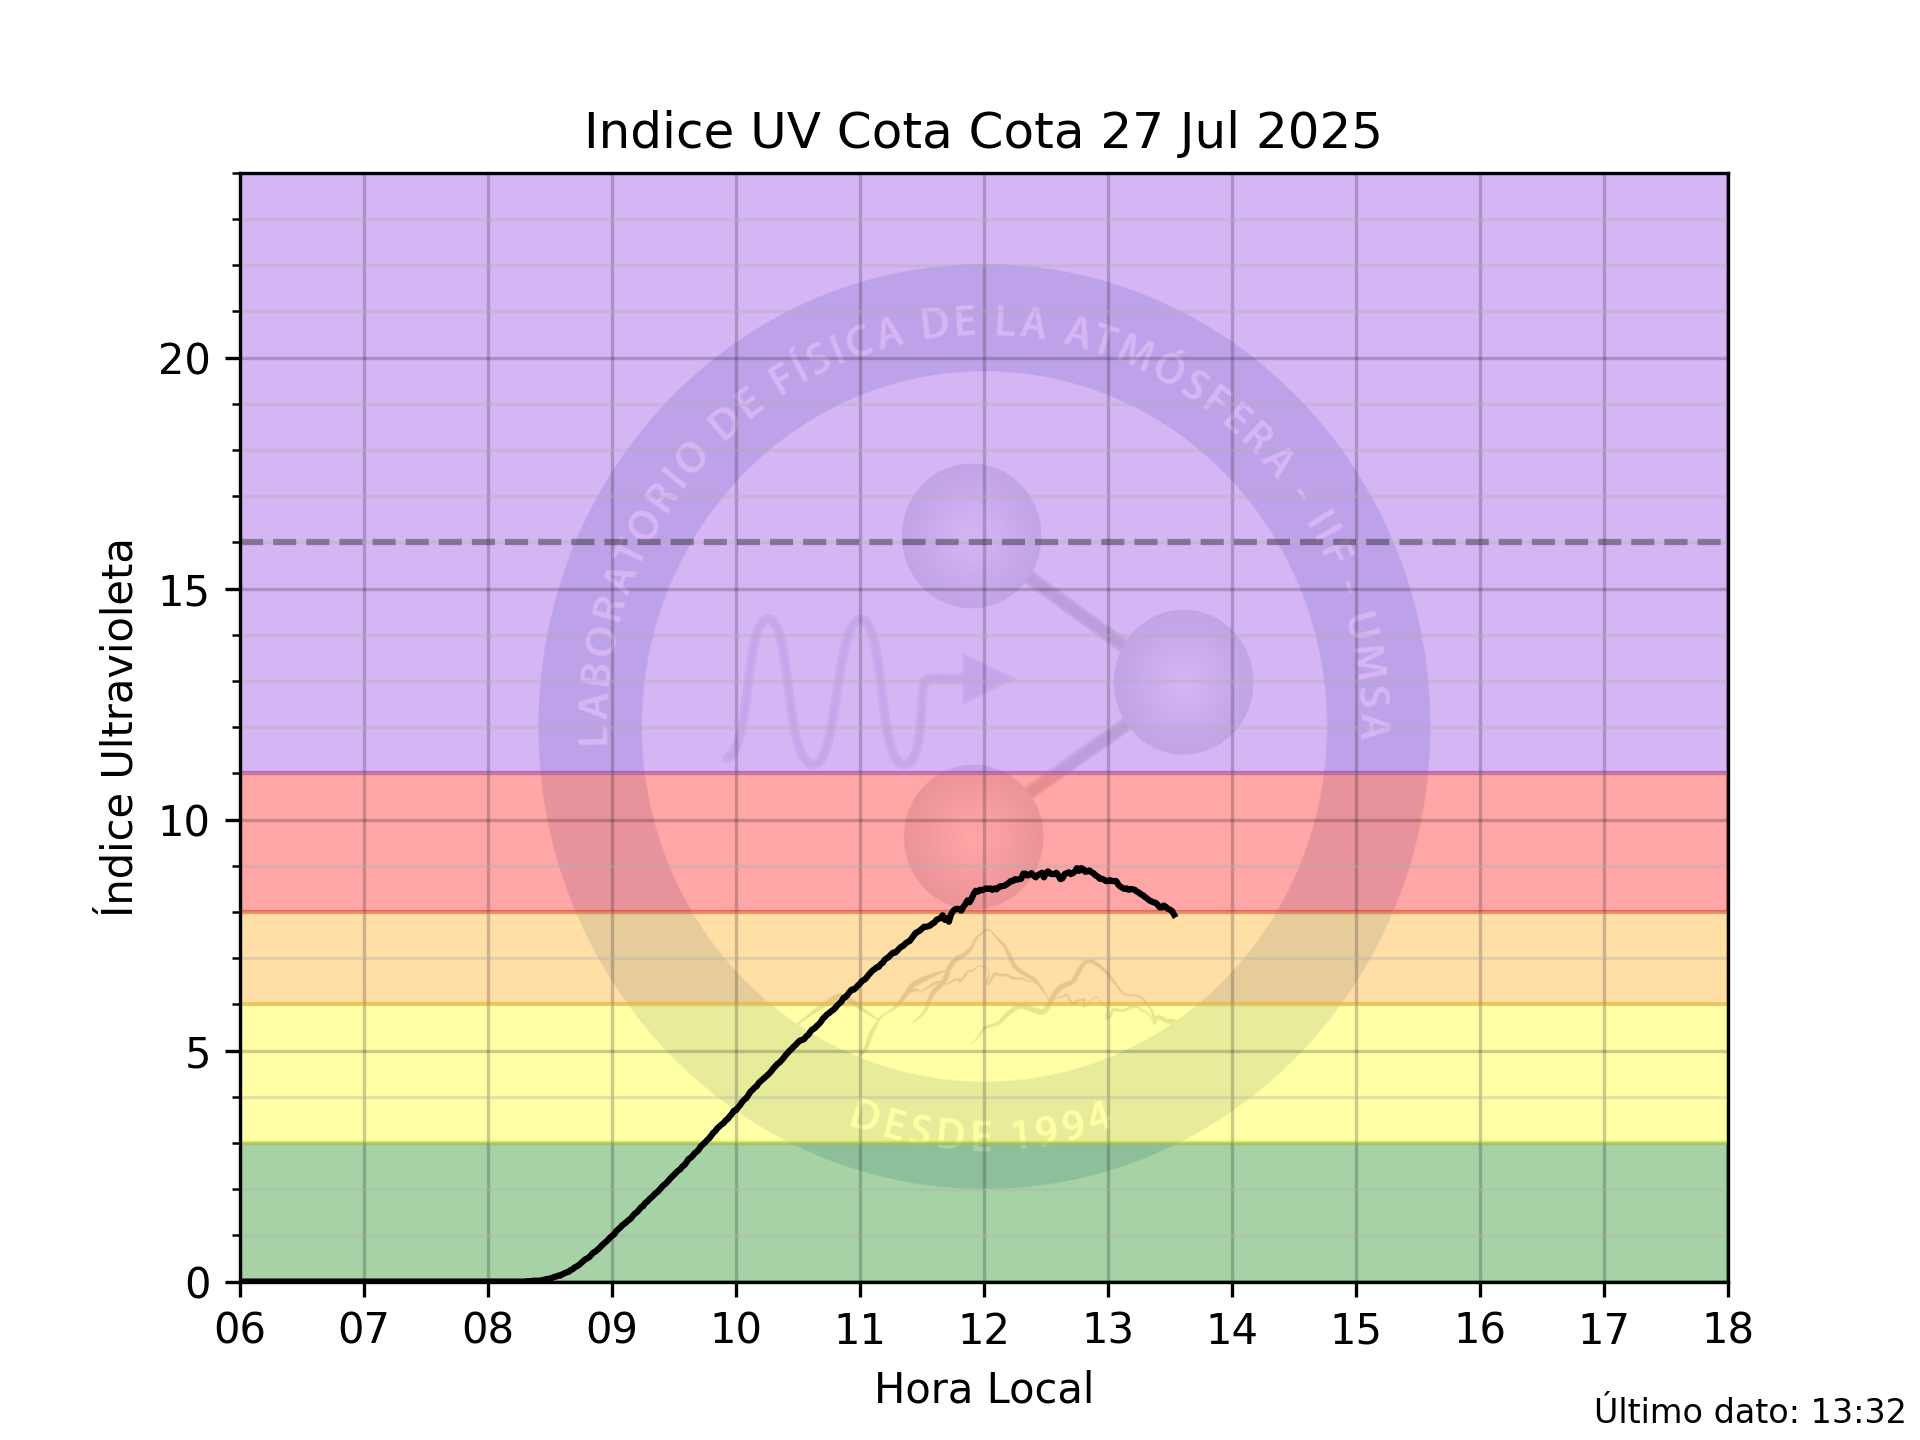 Indice UV Cota Cota 27 Jul 2025
LABORATORIO DE FÍSICA DE LA ATMÓSFERA - IIF - UMSA
DESDE 1994
Índice Ultravioleta
20
15
10
5
0
06 07 08 09 10 11 12 13 14 15 16 17 18
Hora Local
Último dato: 13:32